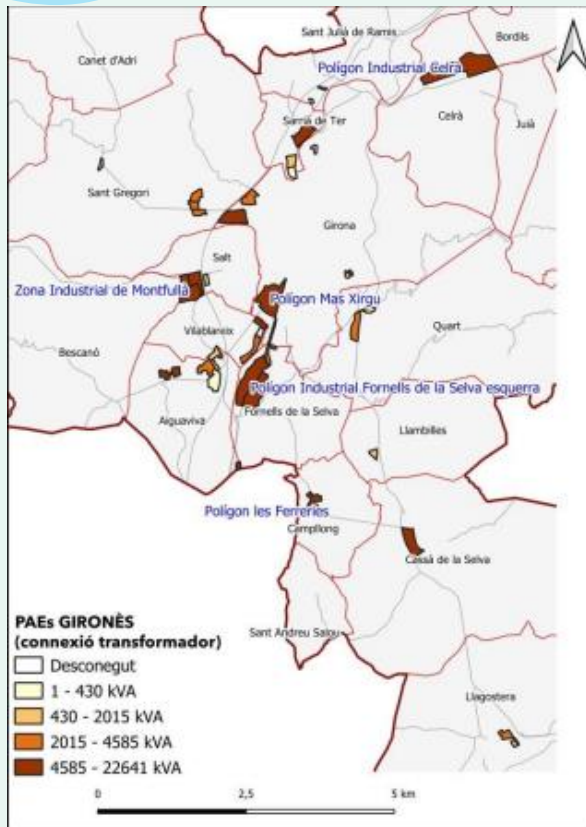 Sant Julià de Ramis
Bordils
Canet d'Adri
Polígon Industrial Celrà
Sarrià de Ter
Celrà
Juià
Sant Gregori
Girona
Salt
Zona Industrial de Montfullà
Polígon Mas Xirgu
Vilablareix
Quart
Bescanó
Polígon Industrial Fornells de la Selva esquerra
Fornells de la Selva
Aiguaviva
Llambilles
Polígon les Ferreries
Campllong
Cassà de la Selva
PAEs GIRONÈS
(connexió transformador)
Sant Andreu Salou
Desconegut
1 - 430 kVA
430 - 2015 kVA
2015 - 4585 kVA
4585 - 22641 kVA
Llagostera
0 2,5 5 km